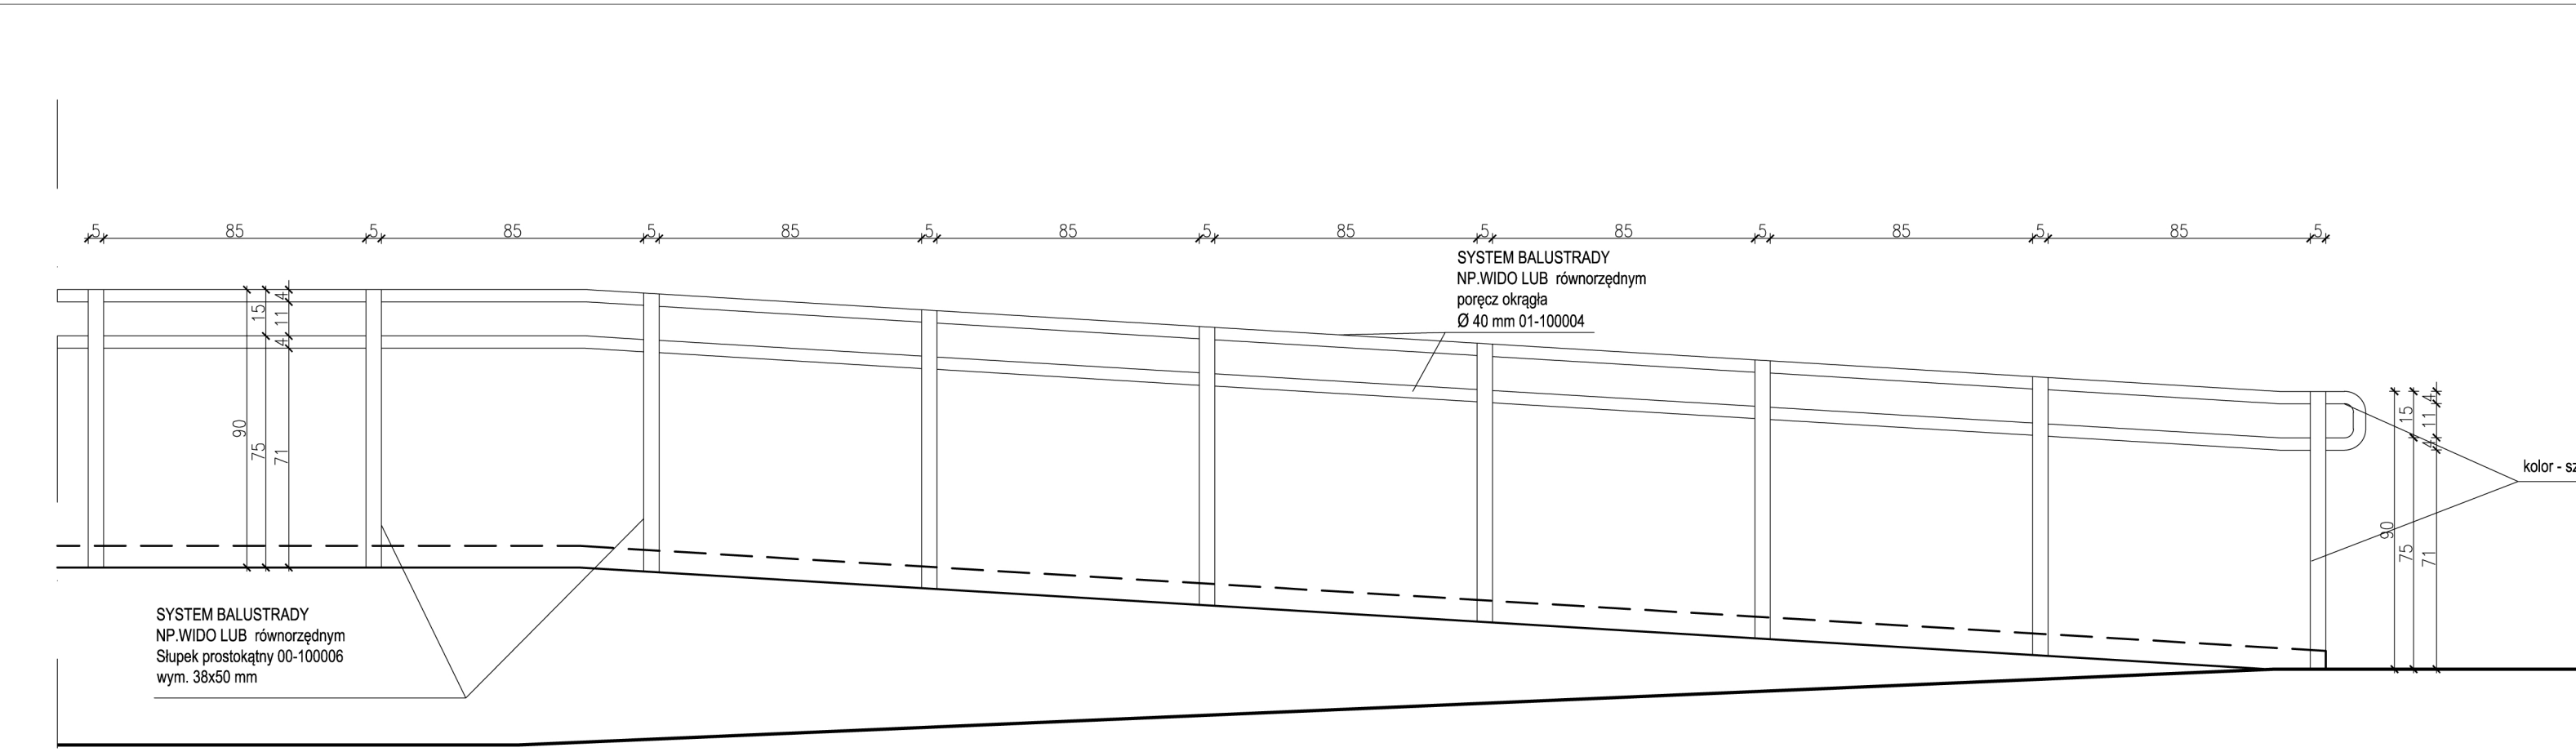 5 85 5 85 5 85 5 85 5 85 5 85 5 85 5 85 5
SYSTEM BALUSTRADY
NP.WIDO LUB równorzędnym
poręcz okrągła
Ø 40 mm 01-100004
90
15
75
4
11
4
71
90
15
75
4
11
4
71
kolor - sz
SYSTEM BALUSTRADY
NP.WIDO LUB równorzędnym
Słupek prostokątny 00-100006
wym. 38x50 mm